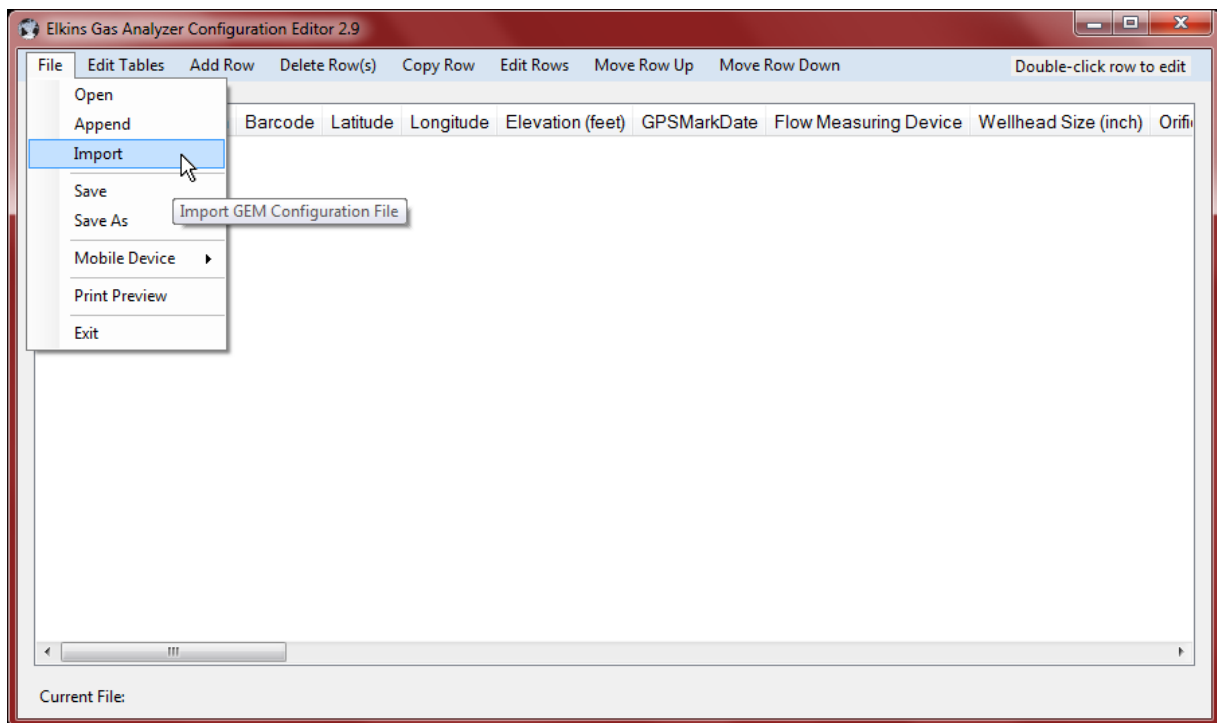 Elkins Gas Analyzer Configuration Editor 2.9
File Edit Tables Add Row Delete Row(s) Copy Row Edit Rows Move Row Up Move Row Down Double-click row to edit
Open
Append
Barcode Latitude Longitude Elevation (feet) GPSMarkDate Flow Measuring Device Wellhead Size (inch)
Import
Save
Import GEM Configuration File
Save As
Mobile Device
Print Preview
Exit
Current File: